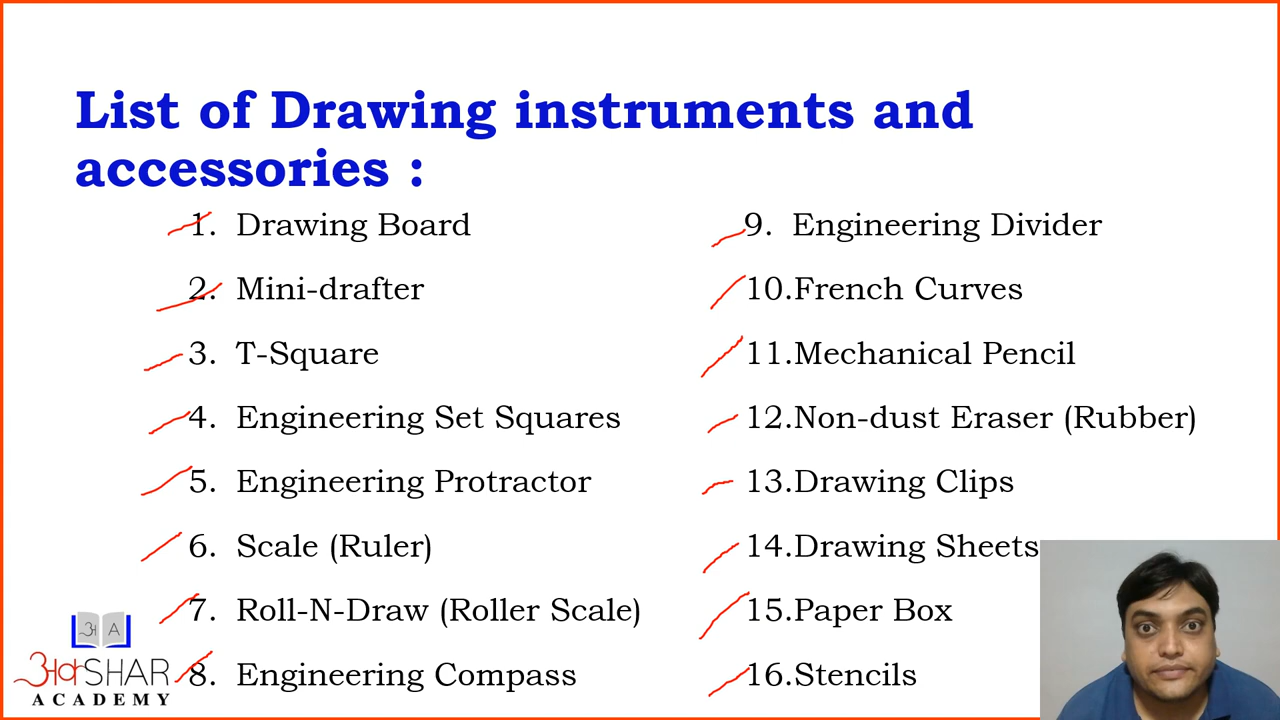 List of Drawing instruments and
accessories :
1. Drawing Board
2. Mini-drafter
3. T-Square
4. Engineering Set Squares
5. Engineering Protractor
6. Scale (Ruler)
7. Roll-N-Draw (Roller Scale)
8. Engineering Compass
9. Engineering Divider
10.French Curves
11.Mechanical Pencil
12.Non-dust Eraser (Rubber)
13.Drawing Clips
14.Drawing Sheets
15.Paper Box
16.Stencils
अ A
अक्SHAR
ACADEMY